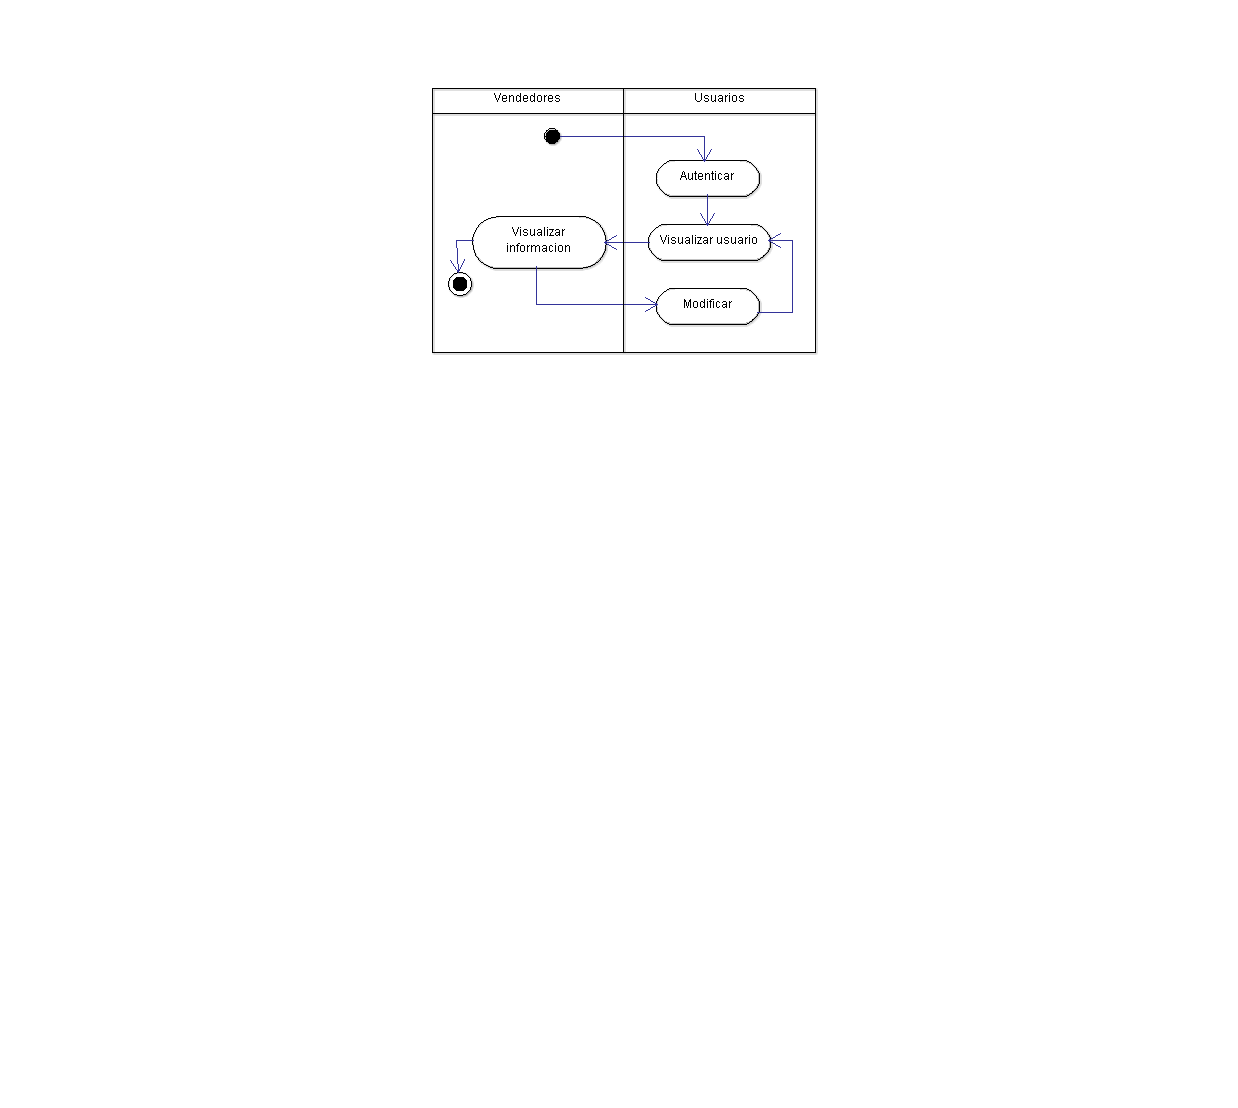 Vendedores
Usuarios
Autenticar
Visualizar
informacion
Visualizar usuario
Modificar